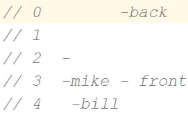 // 0          -back
// 1
// 2  -
// 3  -mike - front
// 4   -bill